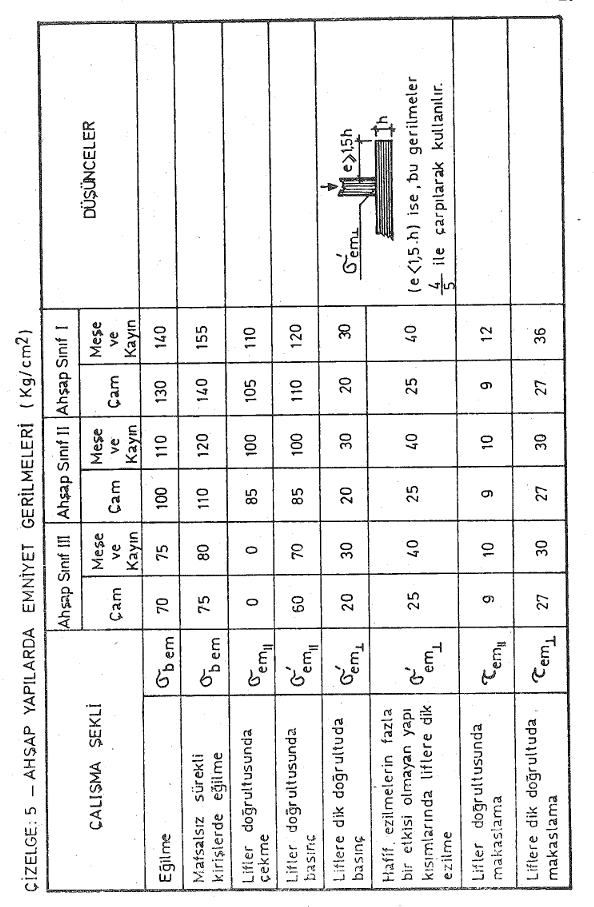 ÇİZELGE: 5 – AHŞAP YAPILARDA EMNİYET GERİLMELERİ (Kg/cm²)
ÇALIŞMA ŞEKLİ
Ahşap Sınıf III
Ahşap Sınıf II
Ahşap Sınıf I
DÜŞÜNCELER
Çam
Meşe
ve
Kayın
Çam
Meşe
ve
Kayın
Çam
Meşe
ve
Kayın
Eğilme σb em 70 75 100 110 130 140
Mafsalsız sürekli
kirişlerde eğilme σb em 75 80 110 120 140 155
Lifler doğrultusunda
çekme σem∥ 0 0 85 100 105 110
Lifler doğrultusunda
basınç σ'em∥ 60 70 85 100 110 120
Liflere dik doğrultuda
basınç σ'em⊥ 20 30 20 30 20 30
Hafif ezilmelerin fazla
bir etkisi olmayan yapı
kısımlarında liflere dik
ezilme σ'em⊥ 25 40 25 40 25 40
σ'em⊥
e>1,5h
h
(e<1,5.h) ise, bu gerilmeler
4/5 ile çarpılarak kullanılır.
Lifler doğrultusunda
makaslama τem∥ 9 10 9 10 9 12
Liflere dik doğrultuda
makaslama τem⊥ 27 30 27 30 27 36